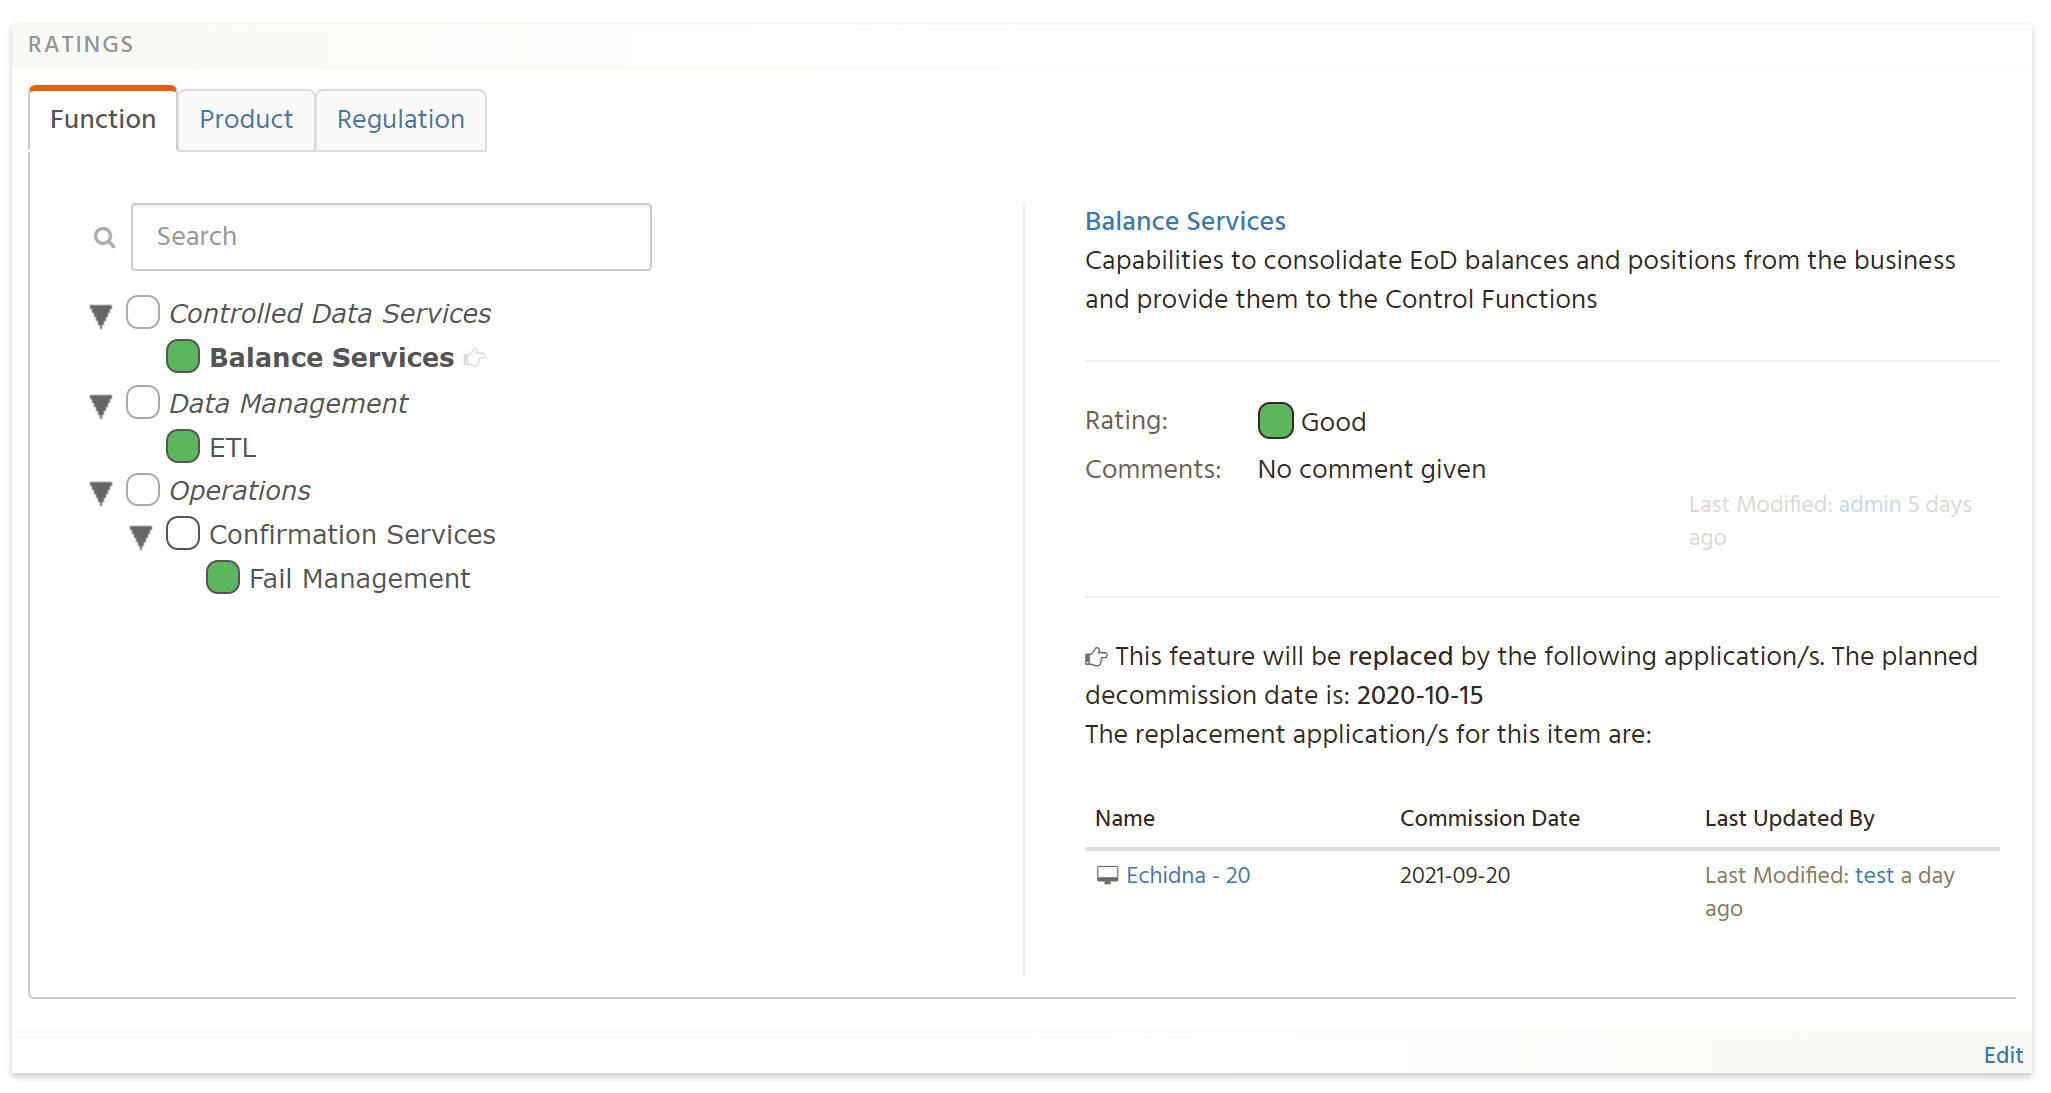 RATINGS
Function
Product
Regulation
Search
Controlled Data Services
Balance Services
Data Management
ETL
Operations
Confirmation Services
Fail Management
Balance Services
Capabilities to consolidate EoD balances and positions from the business
and provide them to the Control Functions
Rating: Good
Comments: No comment given
Last Modified: admin 5 days
ago
This feature will be replaced by the following application/s. The planned
decommission date is: 2020-10-15
The replacement application/s for this item are:
Name Commission Date Last Updated By
Echidna - 20 2021-09-20 Last Modified: test a day
ago
Edit